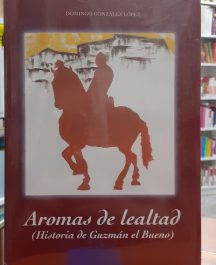 DOMINGO GONZÁLEZ LÓPEZ
Aromas de lealtad
(Historia de Guzmán el Bueno)